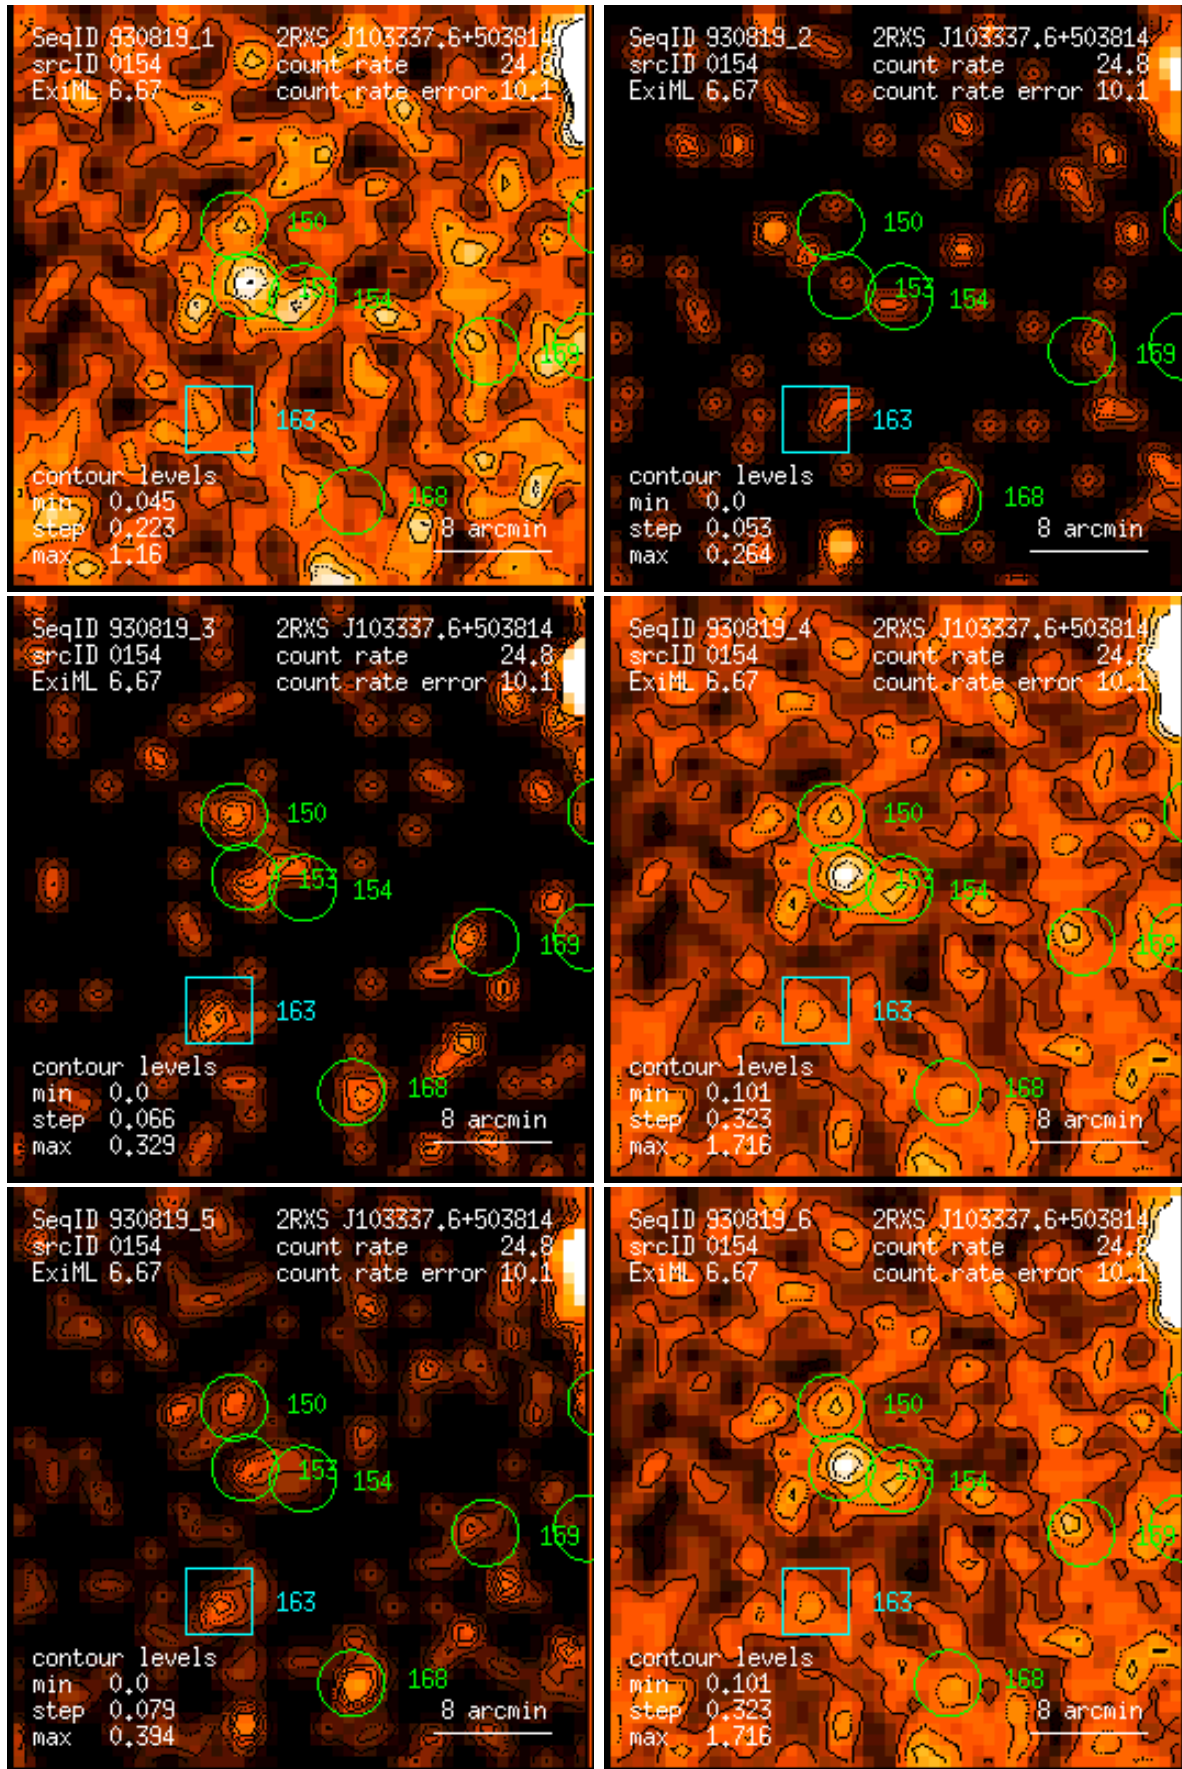 SeqID 930819_1 2RXS J103337.6+503814
srcID 0154 count rate 24.8
ExiML 6.67 count rate error 10.1
150
153
154
159
163
contour levels
168
min 0.045
step 0.223 8 arcmin
max 1.16
SeqID 930819_2 2RXS J103337.6+503814
srcID 0154 count rate 24.8
ExiML 6.67 count rate error 10.1
150
153
154
159
163
contour levels
168
min 0.0
step 0.053 8 arcmin
max 0.264
SeqID 930819_3 2RXS J103337.6+503814
srcID 0154 count rate 24.8
ExiML 6.67 count rate error 10.1
150
153
154
159
163
contour levels
min 0.0 168
step 0.066 8 arcmin
max 0.329
SeqID 930819_4 2RXS J103337.6+503814
srcID 0154 count rate 24.8
ExiML 6.67 count rate error 10.1
150
153
154
159
163
contour levels
min 0.101 168
step 0.323 8 arcmin
max 1.716
SeqID 930819_5 2RXS J103337.6+503814
srcID 0154 count rate 24.8
ExiML 6.67 count rate error 10.1
150
153
154
159
163
contour levels
min 0.0 168
step 0.079 8 arcmin
max 0.394
SeqID 930819_6 2RXS J103337.6+503814
srcID 0154 count rate 24.8
ExiML 6.67 count rate error 10.1
150
153
154
159
163
contour levels
min 0.101 168
step 0.323 8 arcmin
max 1.716